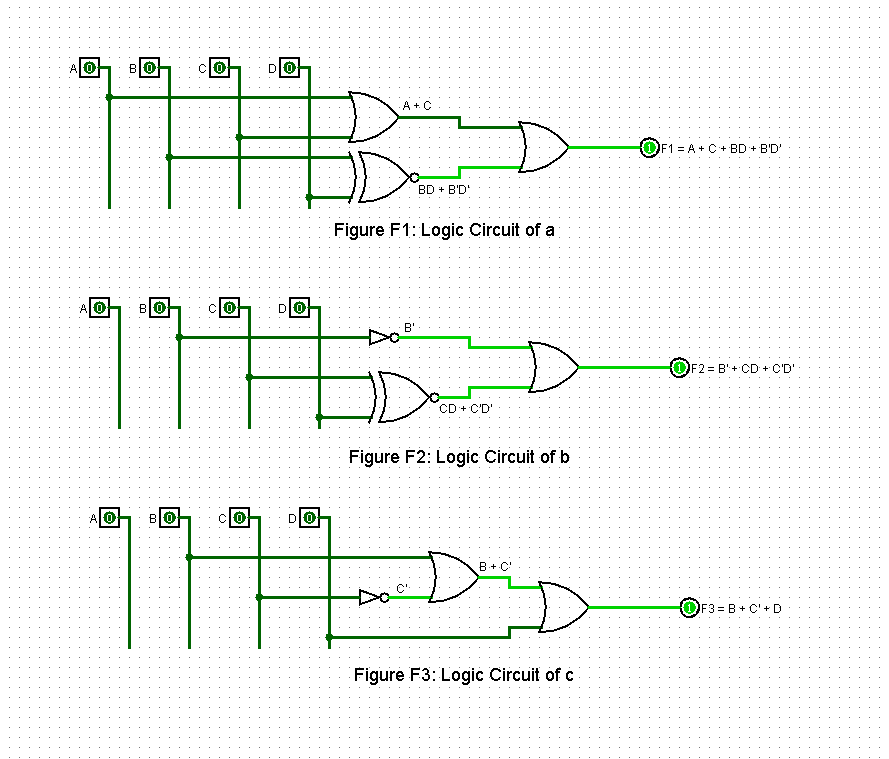 A 0 B 0 C 0 D 0
A + C
1 F1 = A + C + BD + B'D'
BD + B'D'
Figure F1: Logic Circuit of a
A 0 B 0 C 0 D 0
B'
1 F2 = B' + CD + C'D'
CD + C'D'
Figure F2: Logic Circuit of b
A 0 B 0 C 0 D 0
B + C'
C'
1 F3 = B + C' + D
Figure F3: Logic Circuit of c